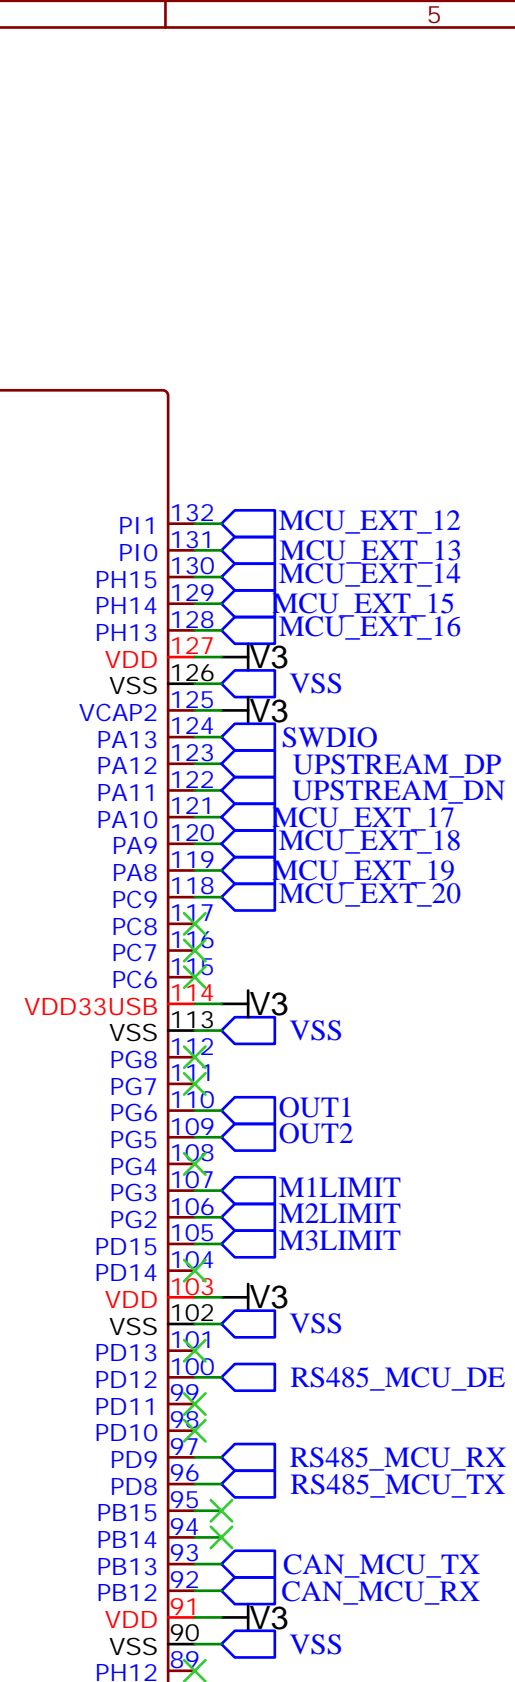 5
PI1 132 MCU_EXT_12
PI0 131 MCU_EXT_13
PH15 130 MCU_EXT_14
PH14 129 MCU_EXT_15
PH13 128 MCU_EXT_16
VDD 127 V3
VSS 126 VSS
VCAP2 125 V3
PA13 124 SWDIO
PA12 123 UPSTREAM_DP
PA11 122 UPSTREAM_DN
PA10 121 MCU_EXT_17
PA9 120 MCU_EXT_18
PA8 119 MCU_EXT_19
PC9 118 MCU_EXT_20
PC8 117
PC7 116
PC6 115
VDD33USB 114 V3
VSS 113 VSS
PG8 112
PG7 111
PG6 110 OUT1
PG5 109 OUT2
PG4 108
PG3 107 M1LIMIT
PG2 106 M2LIMIT
PD15 105 M3LIMIT
PD14 104
VDD 103 V3
VSS 102 VSS
PD13 101
PD12 100 RS485_MCU_DE
PD11 99
PD10 98
PD9 97 RS485_MCU_RX
PD8 96 RS485_MCU_TX
PB15 95
PB14 94
PB13 93 CAN_MCU_TX
PB12 92 CAN_MCU_RX
VDD 91 V3
VSS 90 VSS
PH12 89